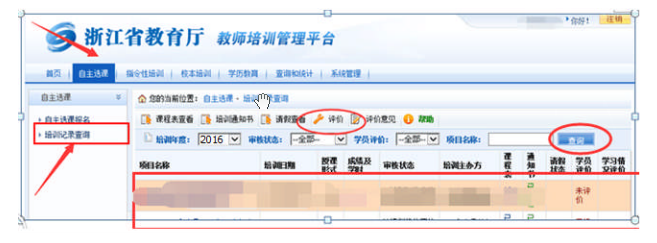 你好! 注销
浙江省教育厅 教师培训管理平台
首页 | 自主选课 | 指令性培训 | 校本培训 | 学历教育 | 查询和统计 | 系统管理 |
自主选课
自主选课报名
培训记录查询
您的当前位置: 自主选课 - 培训记录查询
课程表查看 培训通知书 请假查看 评价 评价意见 帮助
培训年度: 2016 审核状态: --全部-- 学员评价: --全部-- 项目名称: 查询
项目名称 培训日期 授课形式 成绩及学时 审核状态 培训主办方 课程表 通知书 请假状态 学员评价 学习情况评价
未评价